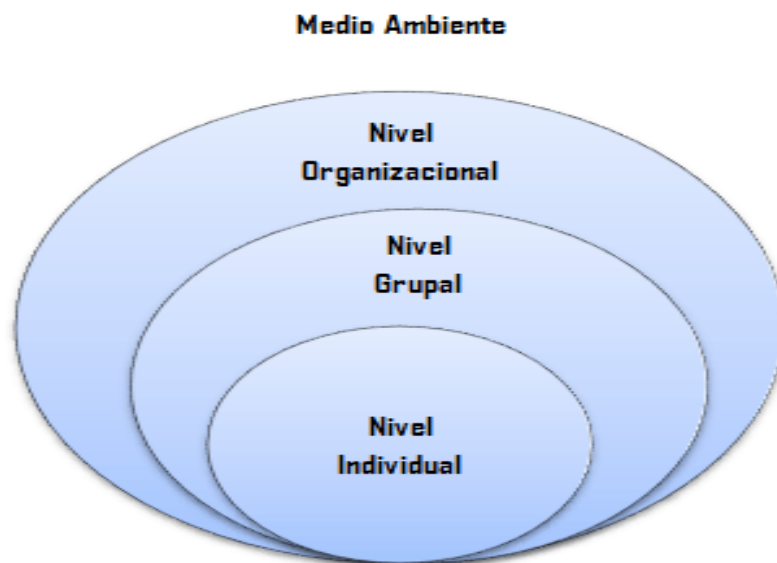 Medio Ambiente
Nivel
Organizacional
Nivel
Grupal
Nivel
Individual